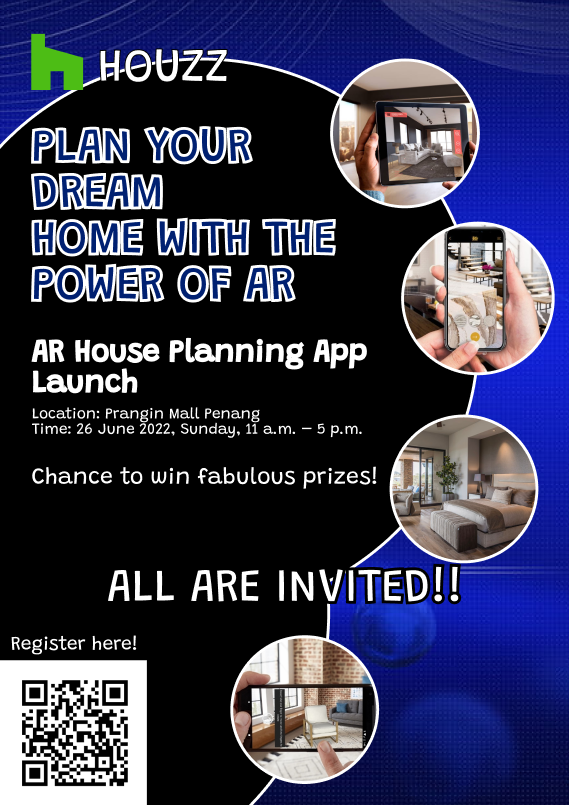 HOUZZ
PLAN YOUR
DREAM
HOME WITH THE
POWER OF AR
AR House Planning App
Launch
Location: Prangin Mall Penang
Time: 26 June 2022, Sunday, 11 a.m. – 5 p.m.
Chance to win fabulous prizes!
ALL ARE INVITED!!
Register here!